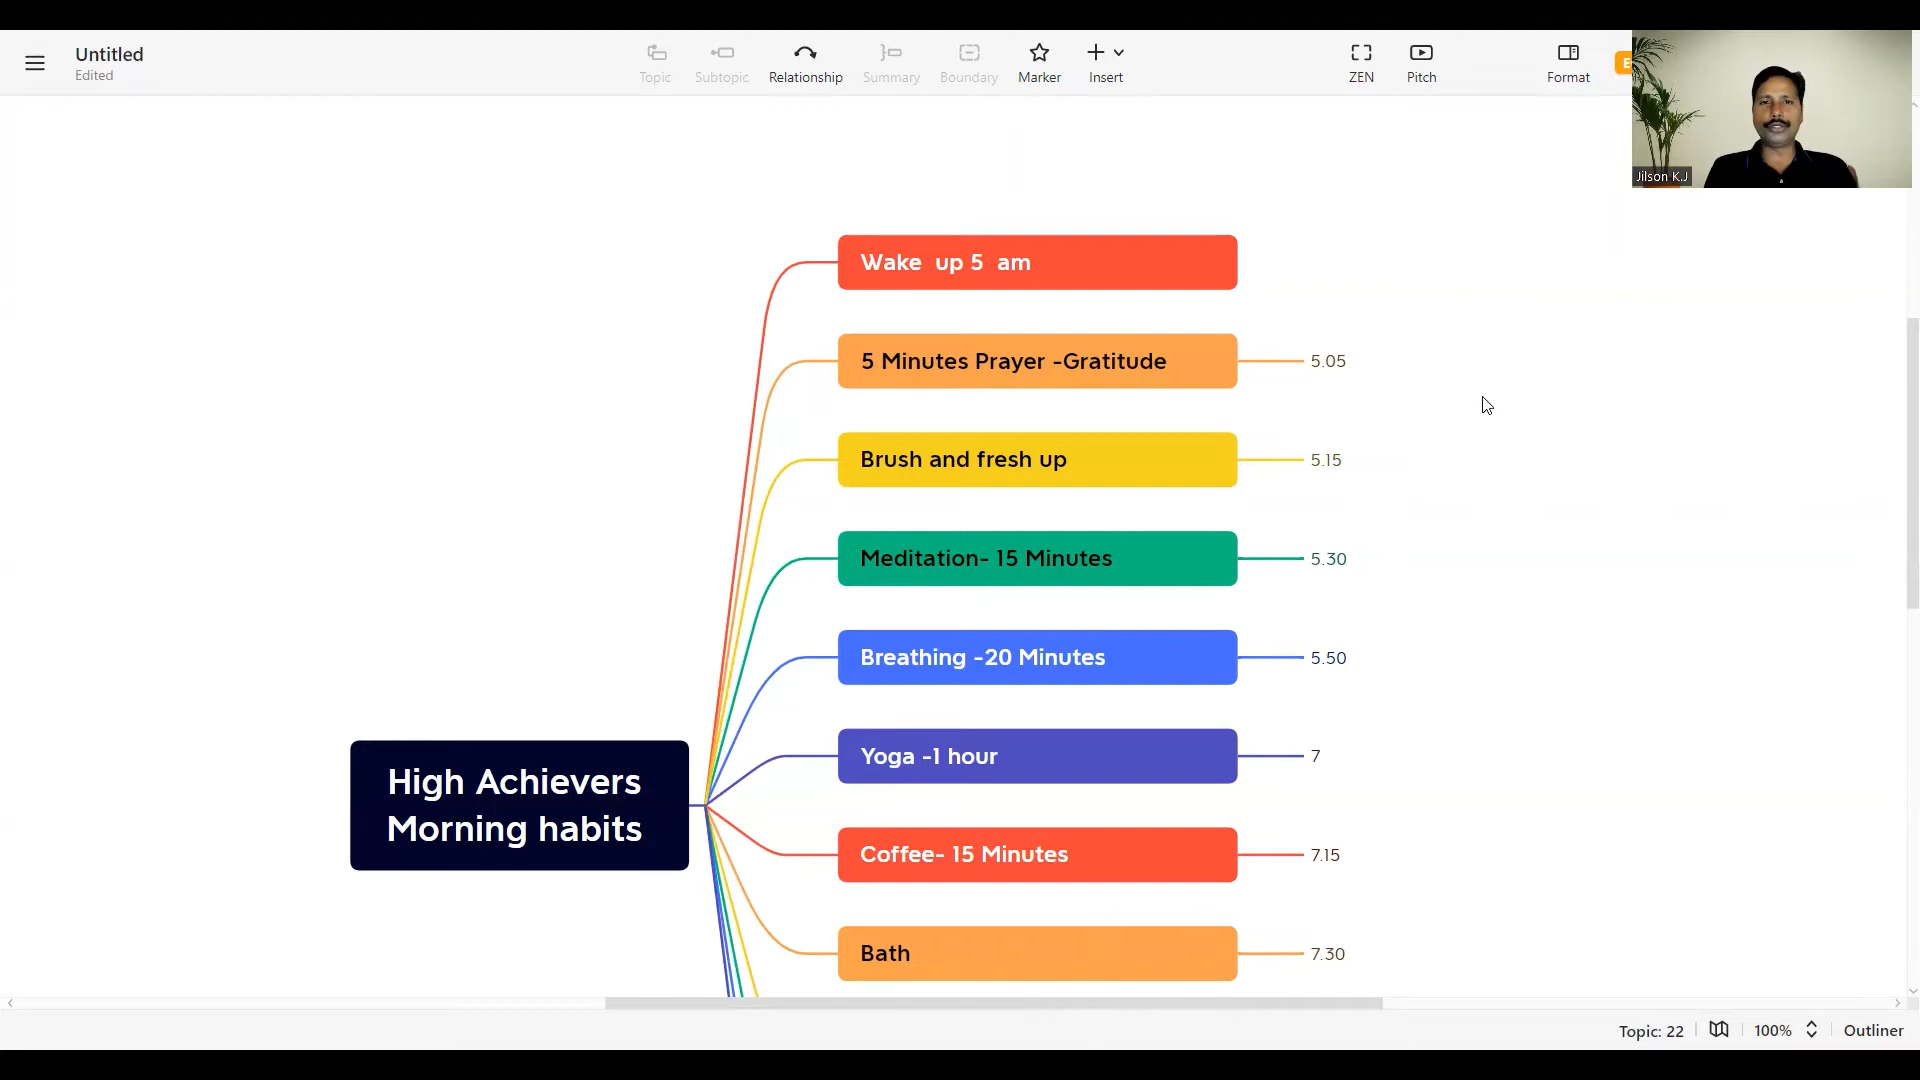 Untitled
Edited
Topic
Subtopic
Relationship
Summary
Boundary
Marker
Insert
ZEN
Pitch
Format
E
Jilson K.J
Wake  up 5  am
5 Minutes Prayer -Gratitude
5.05
Brush and fresh up
5.15
Meditation- 15 Minutes
5.30
Breathing -20 Minutes
5.50
Yoga -1 hour
7
High Achievers
Morning habits
Coffee- 15 Minutes
7.15
Bath
7.30
Topic: 22
100%
Outliner